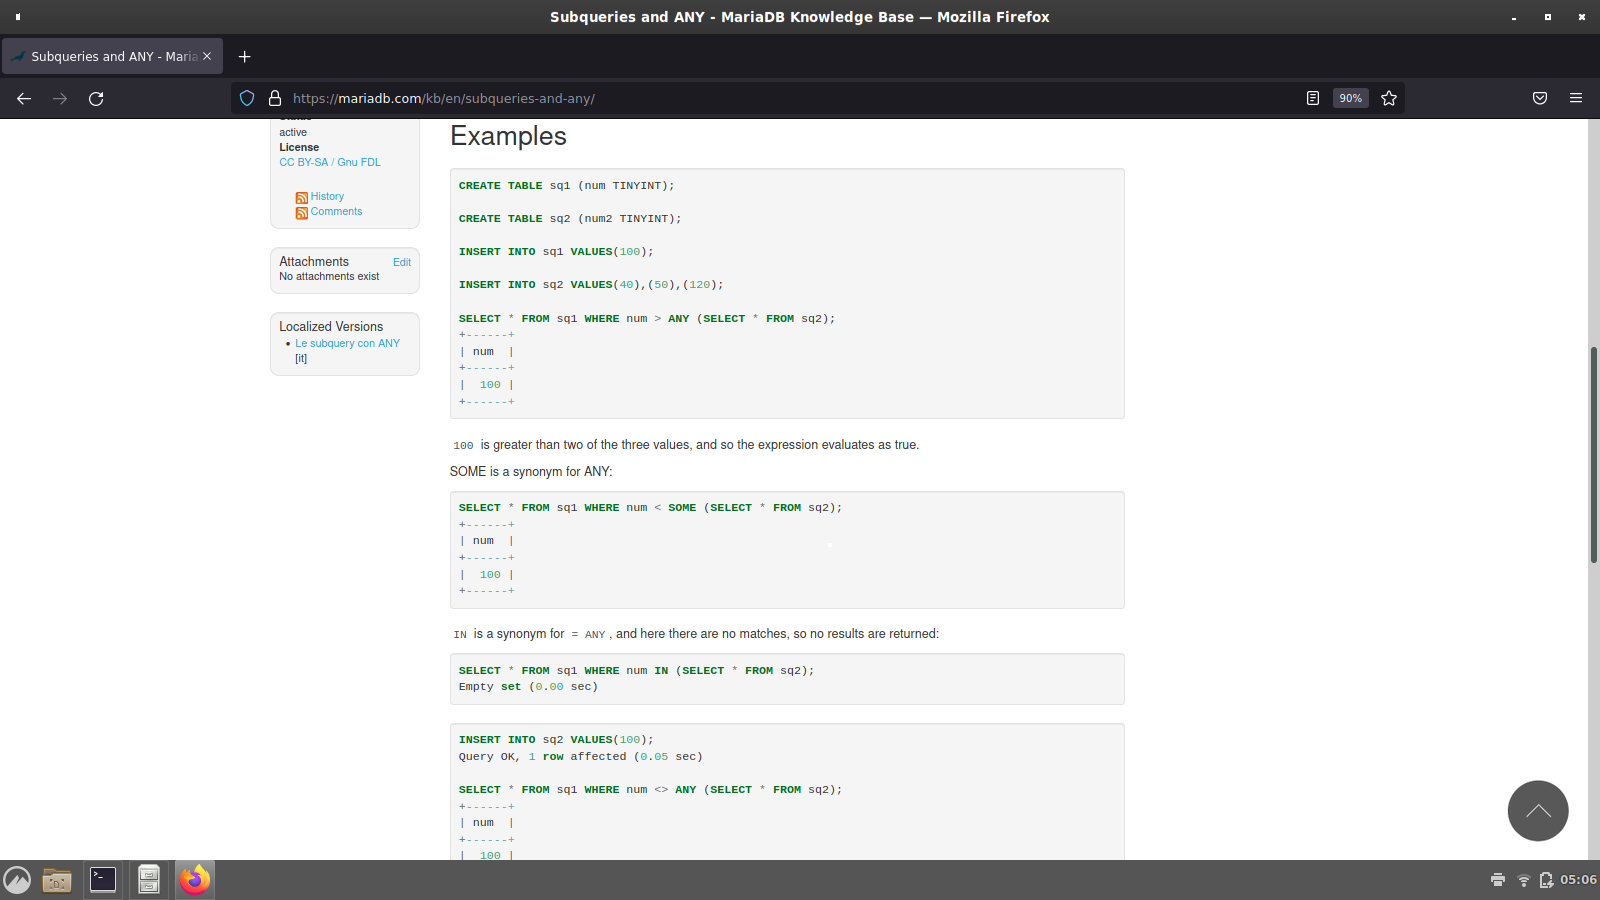 Subqueries and ANY - MariaDB Knowledge Base — Mozilla Firefox
Subqueries and ANY - Maria
https://mariadb.com/kb/en/subqueries-and-any/
90%
active
License
CC BY-SA / Gnu FDL
History
Comments
Attachments Edit
No attachments exist
Localized Versions
Le subquery con ANY
[it]
Examples
CREATE TABLE sq1 (num TINYINT);
CREATE TABLE sq2 (num2 TINYINT);
INSERT INTO sq1 VALUES(100);
INSERT INTO sq2 VALUES(40),(50),(120);
SELECT * FROM sq1 WHERE num > ANY (SELECT * FROM sq2);
+------+
| num  |
+------+
|  100 |
+------+
100 is greater than two of the three values, and so the expression evaluates as true.
SOME is a synonym for ANY:
SELECT * FROM sq1 WHERE num < SOME (SELECT * FROM sq2);
+------+
| num  |
+------+
|  100 |
+------+
IN is a synonym for = ANY, and here there are no matches, so no results are returned:
SELECT * FROM sq1 WHERE num IN (SELECT * FROM sq2);
Empty set (0.00 sec)
INSERT INTO sq2 VALUES(100);
Query OK, 1 row affected (0.05 sec)
SELECT * FROM sq1 WHERE num <> ANY (SELECT * FROM sq2);
+------+
| num  |
+------+
|  100 |
05:06